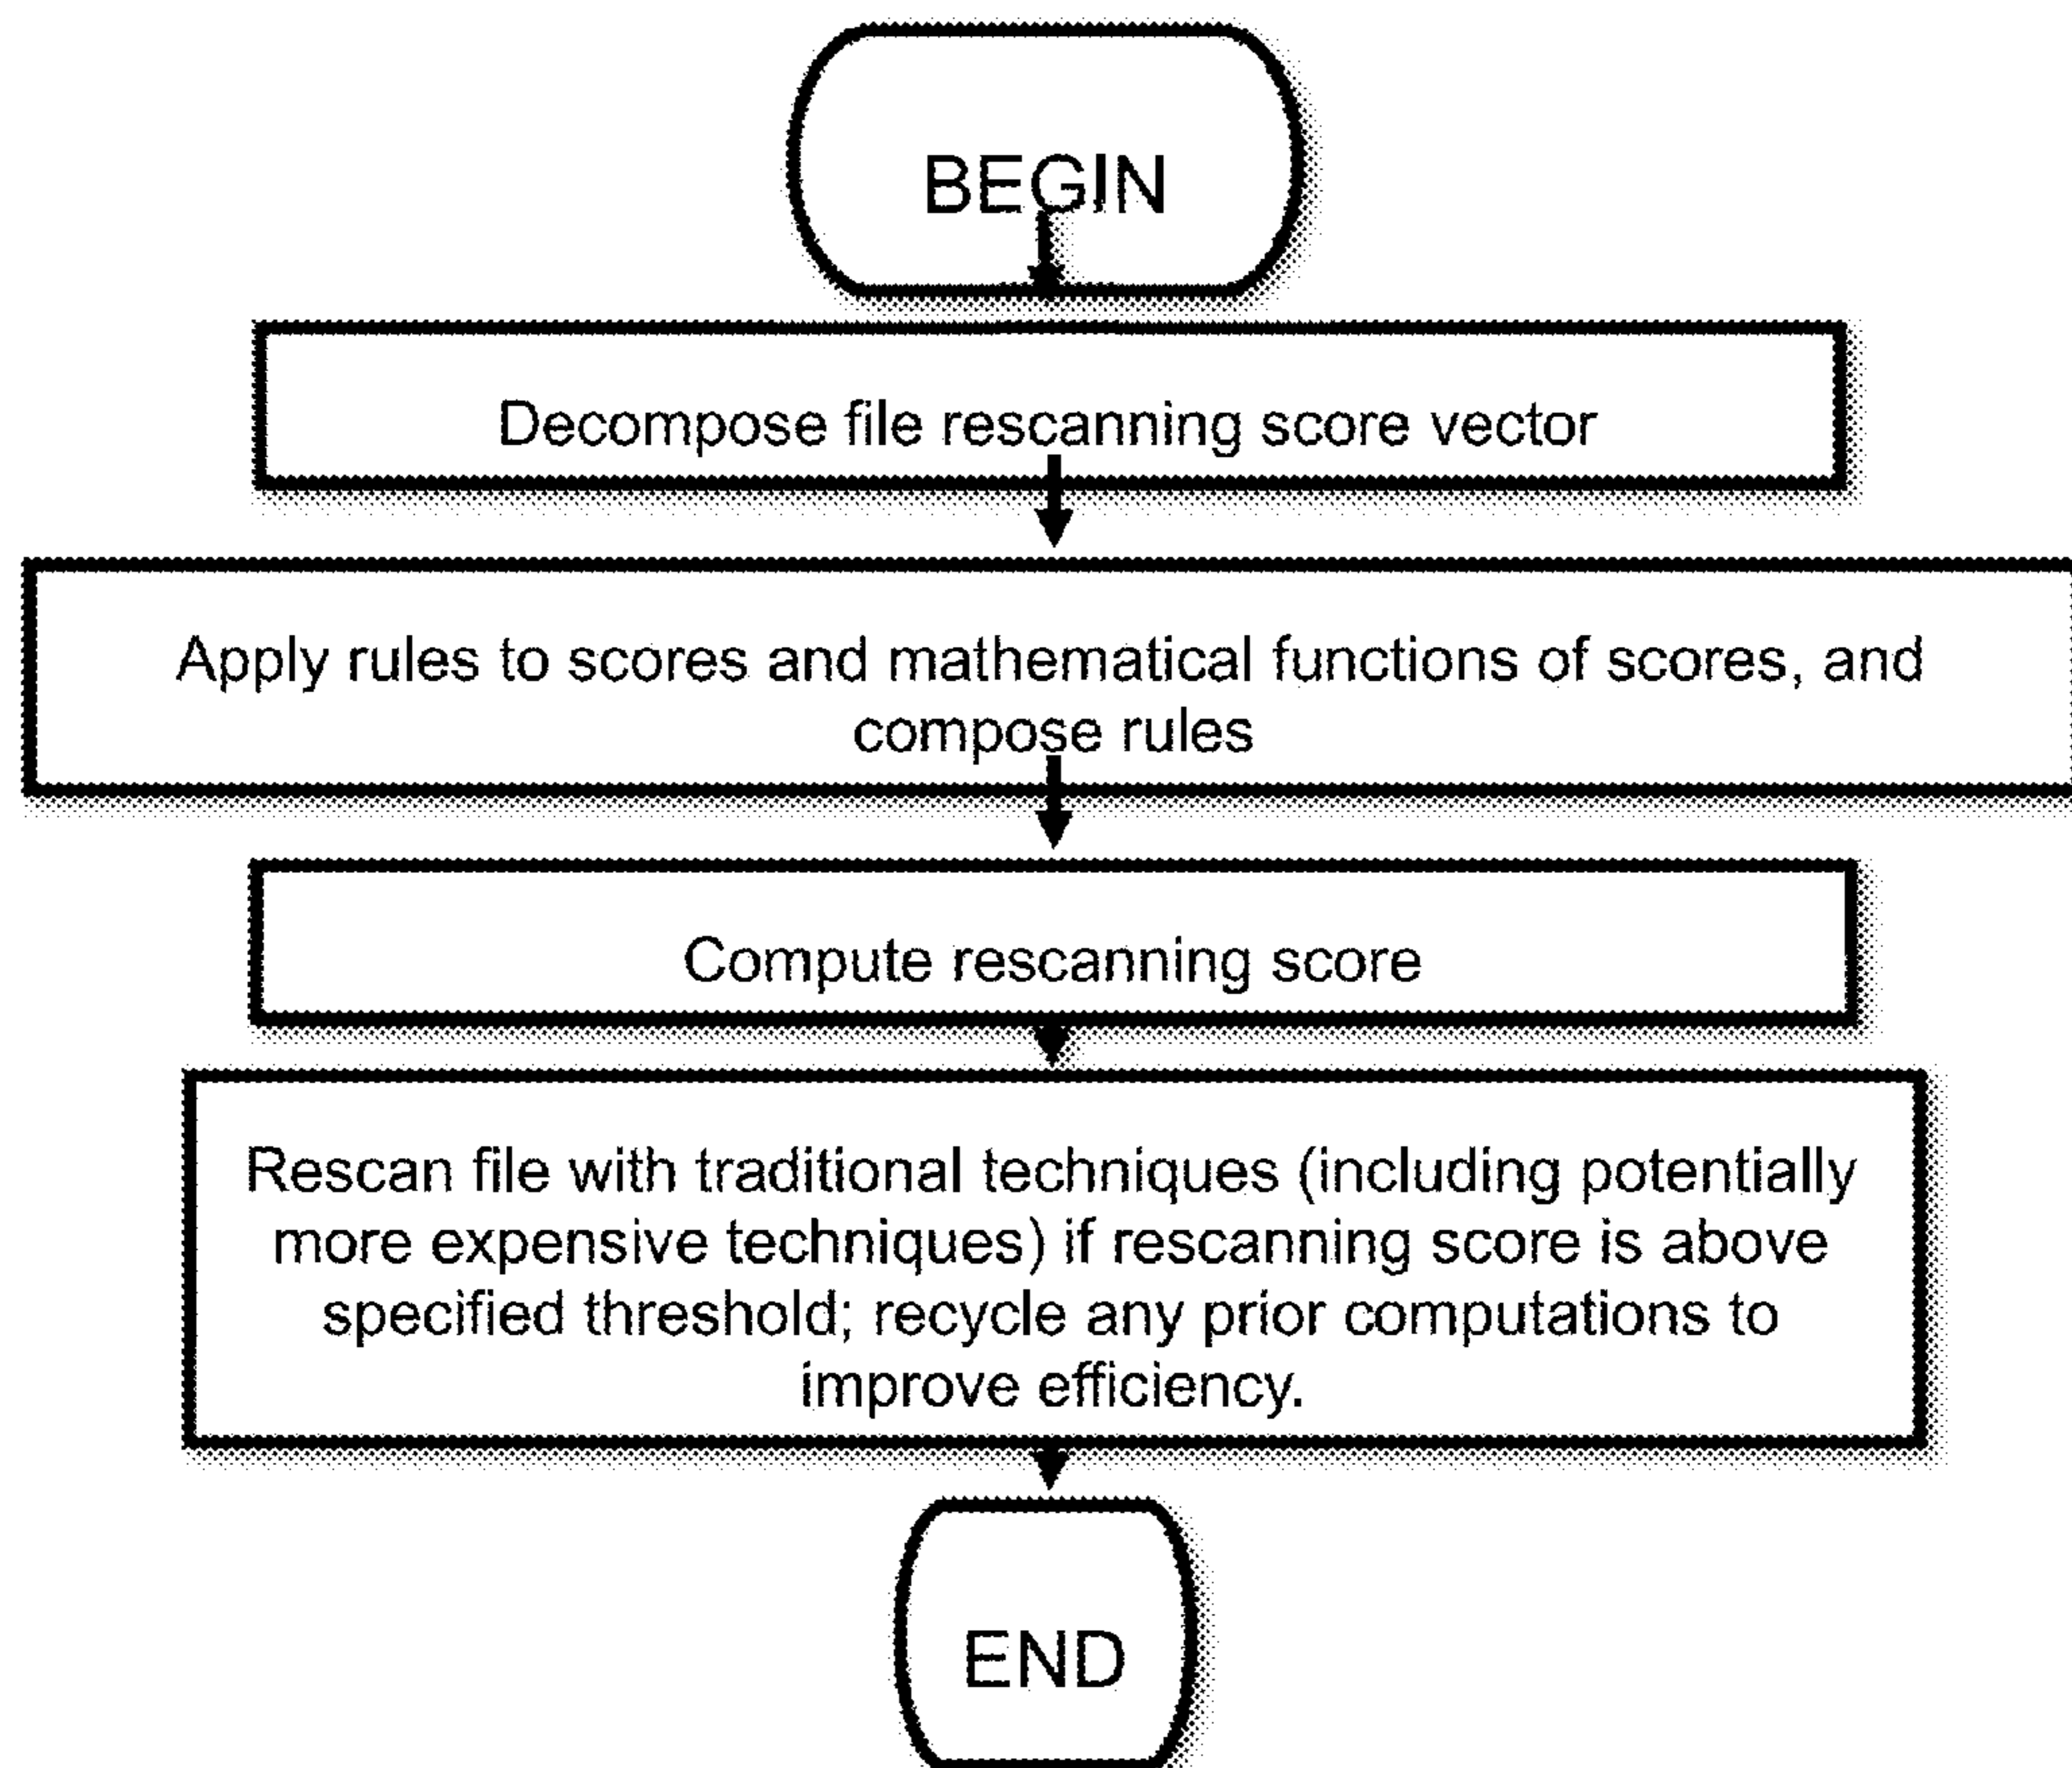 BEGIN
Decompose file rescanning score vector
Apply rules to scores and mathematical functions of scores, and
compose rules
Compute rescanning score
Rescan file with traditional techniques (including potentially
more expensive techniques) if rescanning score is above
specified threshold; recycle any prior computations to
improve efficiency.
END